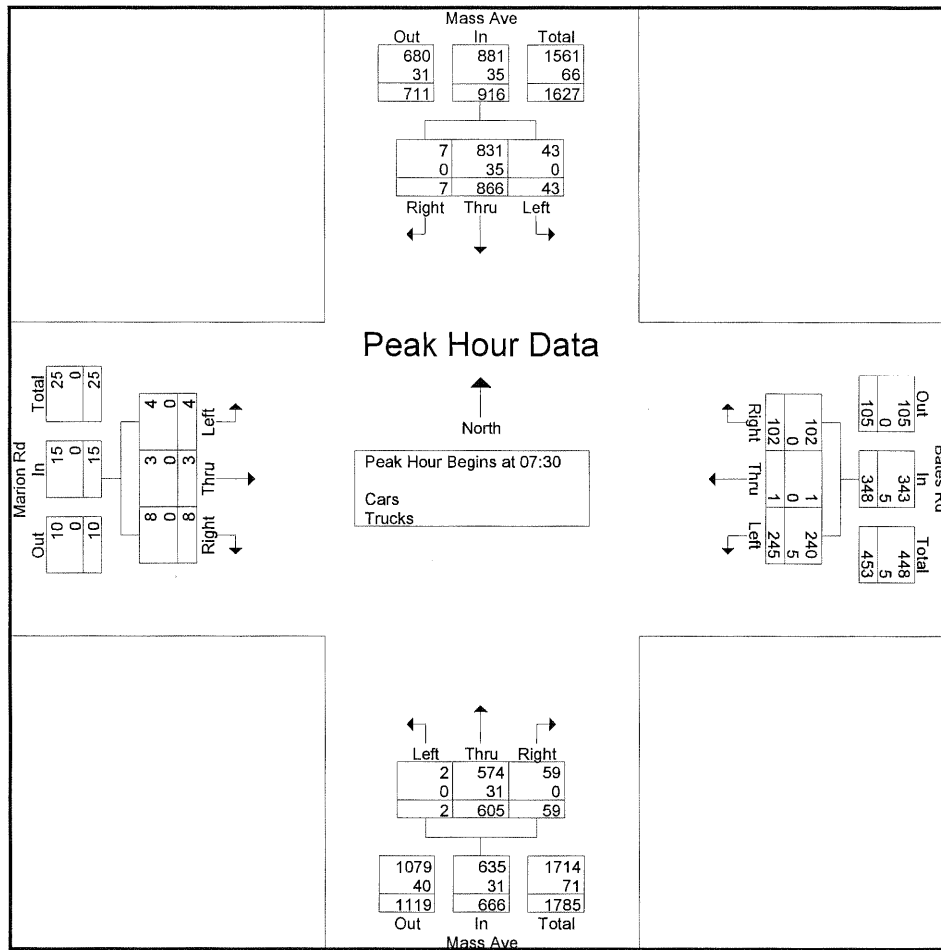 Mass Ave
Out In Total
680 881 1561
31 35 66
711 916 1627
7 831 43
0 35 0
7 866 43
Right Thru Left
Peak Hour Data
North
Peak Hour Begins at 07:30
Cars
Trucks
Marion Rd
Out In Total
10 15 25
0 0 0
10 15 25
Left Thru Right
4 3 8
0 0 0
4 3 8
Bates Rd
Out In Total
105 343 448
0 5 5
105 348 453
102 1 240
0 0 5
102 1 245
Right Thru Left
Left Thru Right
2 574 59
0 31 0
2 605 59
1079 635 1714
40 31 71
1119 666 1785
Out In Total
Mass Ave